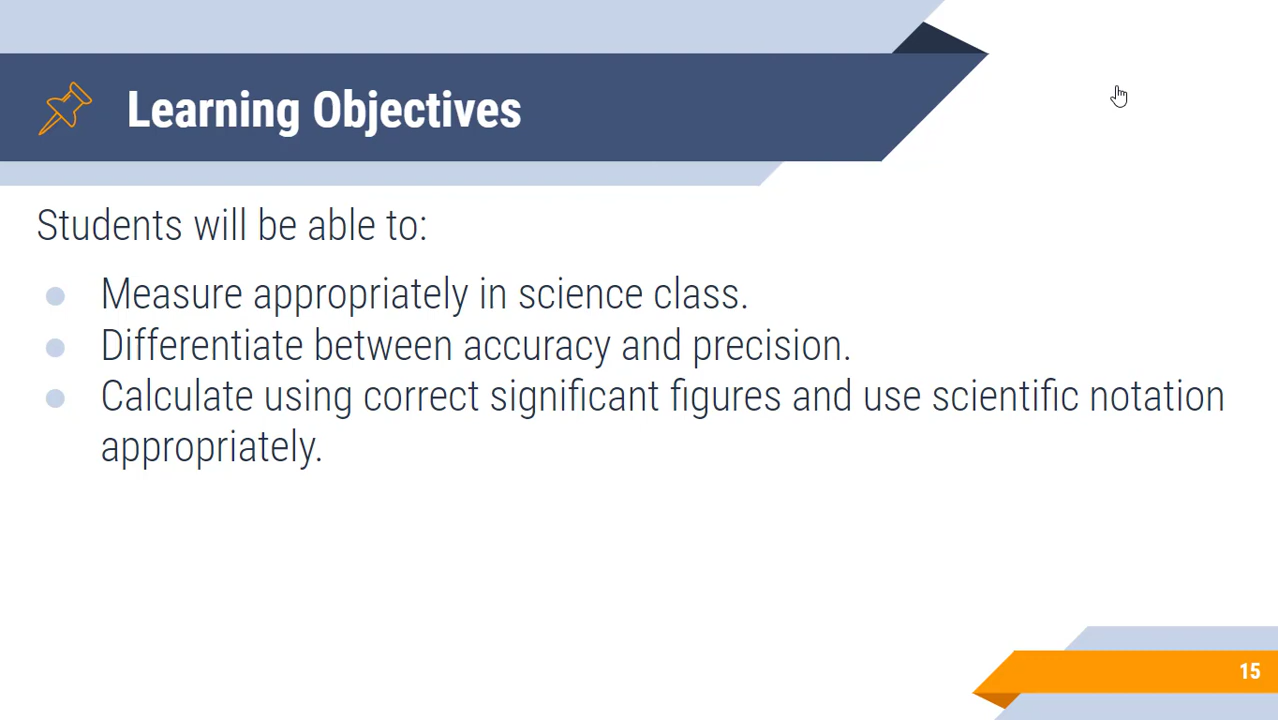 Learning Objectives
Students will be able to:
Measure appropriately in science class.
Differentiate between accuracy and precision.
Calculate using correct significant figures and use scientific notation
appropriately.
15